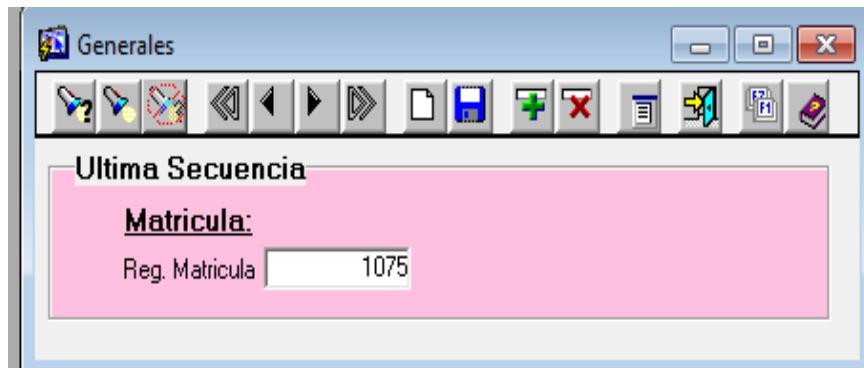 Generales
Ultima Secuencia
Matricula:
Reg. Matricula 1075